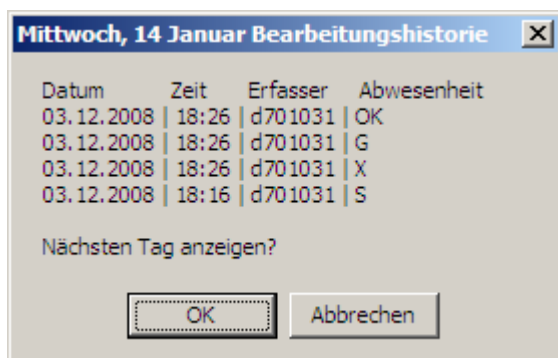 Mittwoch, 14 Januar Bearbeitungshistorie
Datum Zeit Erfasser Abwesenheit
03.12.2008 | 18:26 | d701031 | OK
03.12.2008 | 18:26 | d701031 | G
03.12.2008 | 18:26 | d701031 | X
03.12.2008 | 18:16 | d701031 | S
Nächsten Tag anzeigen?
OK Abbrechen